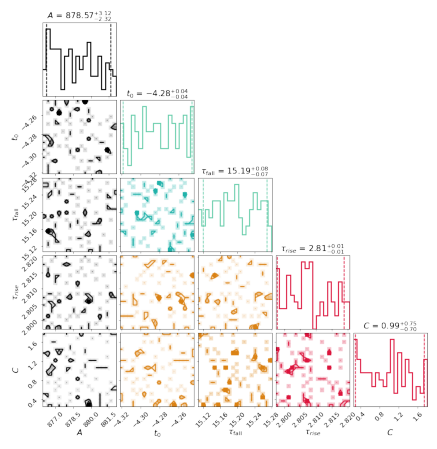 A = 878.57+3.12−2.32
t0 = −4.28+0.04−0.04
−4.26
−4.28
−4.30
−4.32
t0
τfall = 15.19+0.08−0.07
15.28
15.24
15.20
15.16
15.12
τfall
τrise = 2.81+0.01−0.01
2.820
2.815
2.810
2.805
2.800
τrise
C = 0.99+0.75−0.70
1.6
1.2
0.8
0.4
C
877.0 878.5 880.0 881.5
−4.32 −4.30 −4.28 −4.26
15.12 15.16 15.20 15.24 15.28
2.800 2.805 2.810 2.815 2.820
0.4 0.8 1.2 1.6
A t0 τfall τrise C